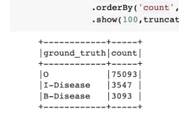 .orderBy('count',
.show(100,truncat
+------------+-----+
|ground_truth|count|
+------------+-----+
|O |75093|
|I-Disease |3547 |
|B-Disease |3093 |
+------------+-----+